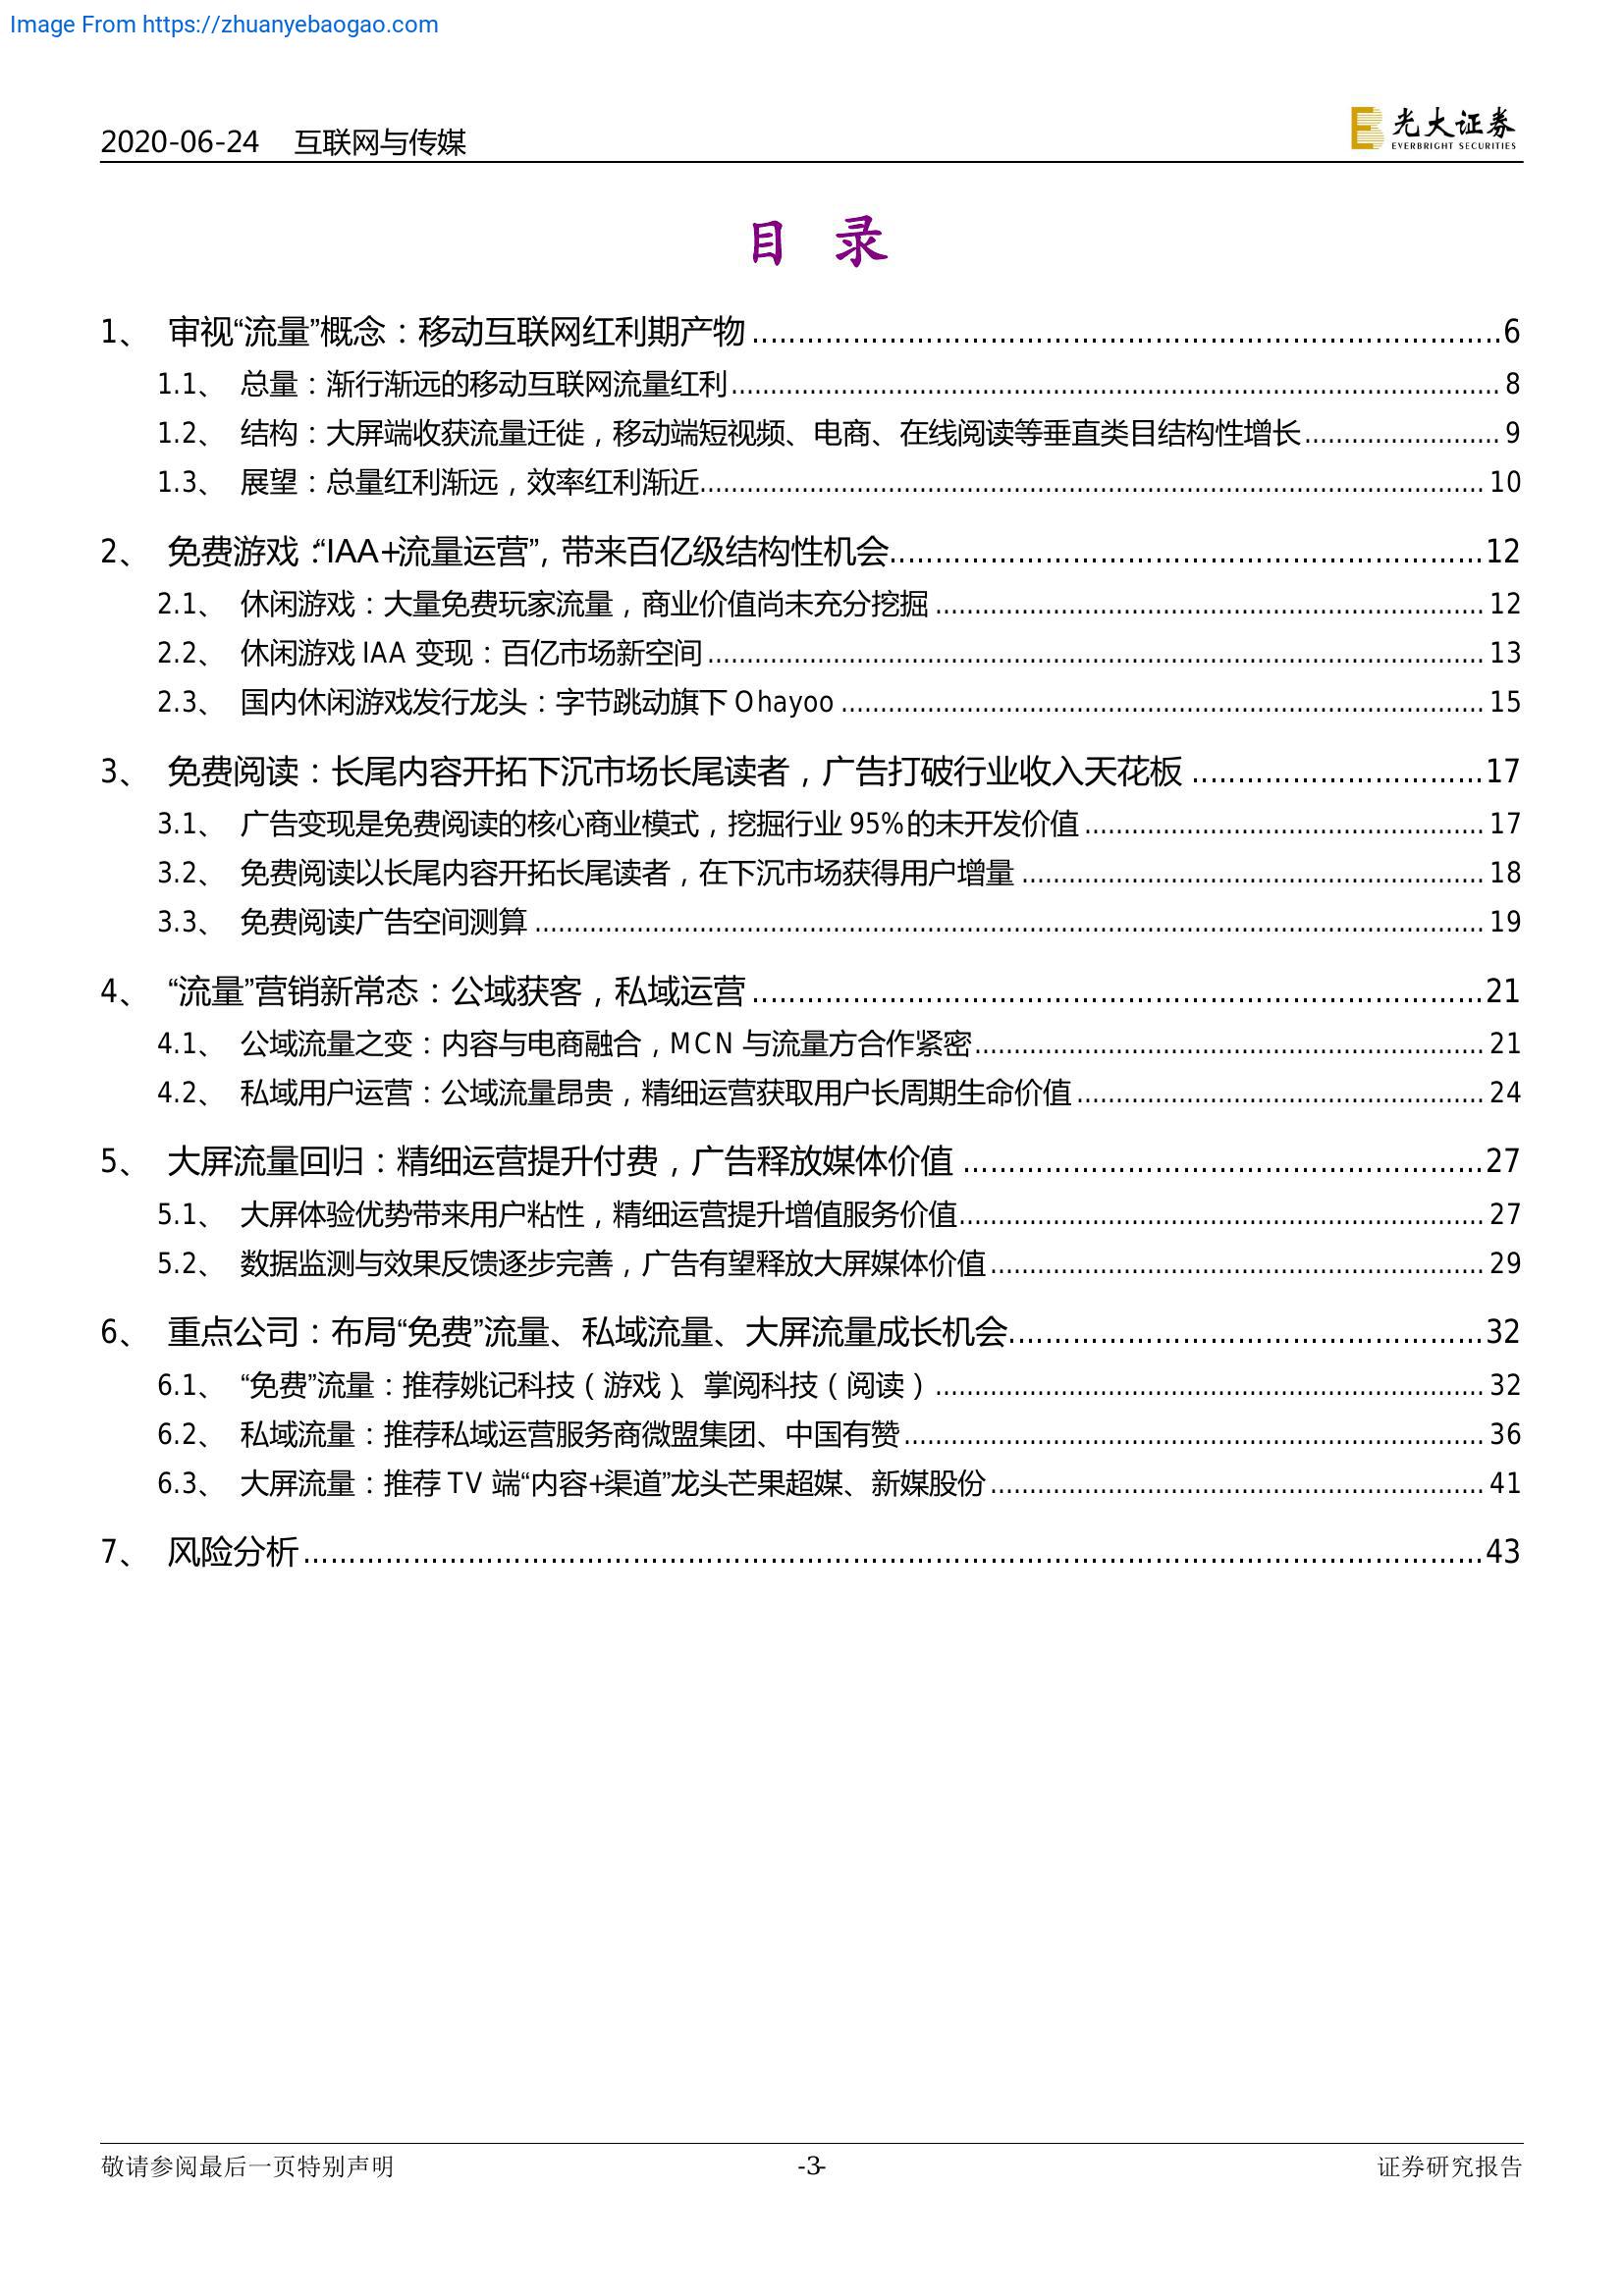 Image From https://zhuanyebaogao.com
2020-06-24 互联网与传媒
光大证券
EVERBRIGHT SECURITIES
目 录
1、 审视“流量”概念：移动互联网红利期产物........6
1.1、 总量：渐行渐远的移动互联网流量红利........8
1.2、 结构：大屏端收获流量迁徙，移动端短视频、电商、在线阅读等垂直类目结构性增长........9
1.3、 展望：总量红利渐远，效率红利渐近........10
2、 免费游戏：“IAA+流量运营”，带来百亿级结构性机会........12
2.1、 休闲游戏：大量免费玩家流量，商业价值尚未充分挖掘........12
2.2、 休闲游戏 IAA 变现：百亿市场新空间........13
2.3、 国内休闲游戏发行龙头：字节跳动旗下 Ohayoo........15
3、 免费阅读：长尾内容开拓下沉市场长尾读者，广告打破行业收入天花板........17
3.1、 广告变现是免费阅读的核心商业模式，挖掘行业 95%的未开发价值........17
3.2、 免费阅读以长尾内容开拓长尾读者，在下沉市场获得用户增量........18
3.3、 免费阅读广告空间测算........19
4、 “流量”营销新常态：公域获客，私域运营........21
4.1、 公域流量之变：内容与电商融合，MCN 与流量方合作紧密........21
4.2、 私域用户运营：公域流量昂贵，精细运营获取用户长周期生命价值........24
5、 大屏流量回归：精细运营提升付费，广告释放媒体价值........27
5.1、 大屏体验优势带来用户粘性，精细运营提升增值服务价值........27
5.2、 数据监测与效果反馈逐步完善，广告有望释放大屏媒体价值........29
6、 重点公司：布局“免费”流量、私域流量、大屏流量成长机会........32
6.1、 “免费”流量：推荐姚记科技（游戏）、掌阅科技（阅读）........32
6.2、 私域流量：推荐私域运营服务商微盟集团、中国有赞........36
6.3、 大屏流量：推荐 TV 端“内容+渠道”龙头芒果超媒、新媒股份........41
7、 风险分析........43
敬请参阅最后一页特别声明 -3- 证券研究报告